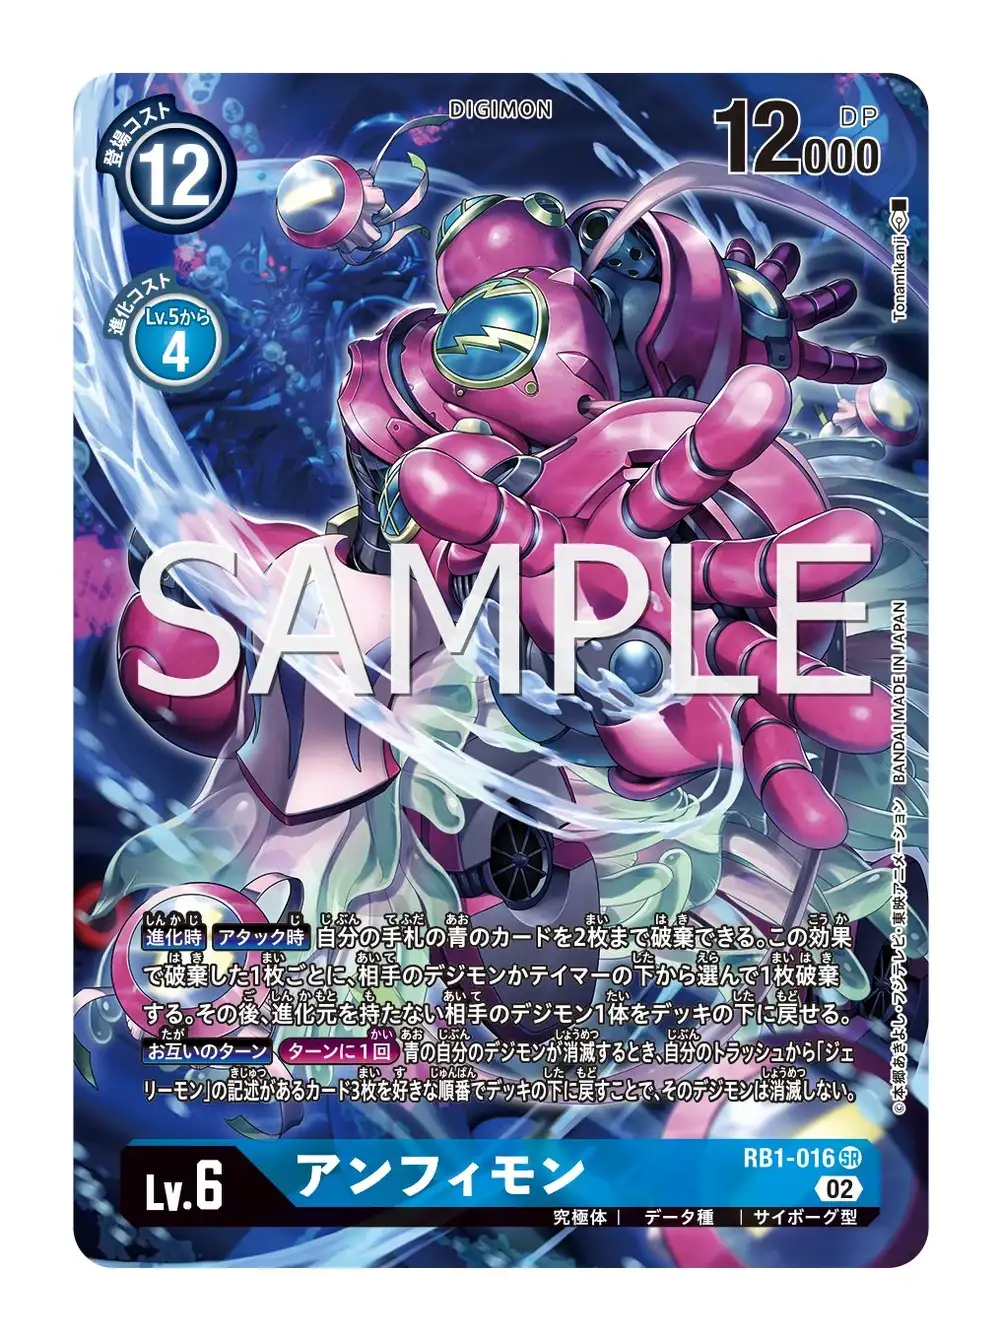 DIGIMON
登場コスト
12
12000
DP
進化コスト
Lv.5から
4
Tonamikanji
SAMPLE
進化時 アタック時 自分の手札の青のカードを2枚まで破棄できる。この効果
で破棄した1枚ごとに、相手のデジモンかテイマーの下から選んで1枚破棄
する。その後、進化元を持たない相手のデジモン1体をデッキの下に戻せる。
お互いのターン ターンに1回 青の自分のデジモンが消滅するとき、自分のトラッシュから「ジェ
リーモン」の記述があるカード3枚を好きな順番でデッキの下に戻すことで、そのデジモンは消滅しない。
©本郷あきよし・フジテレビ・東映アニメーション BANDAI MADE IN JAPAN
Lv.6
アンフィモン
RB1-016 SR
02
究極体 | データ種 | サイボーグ型